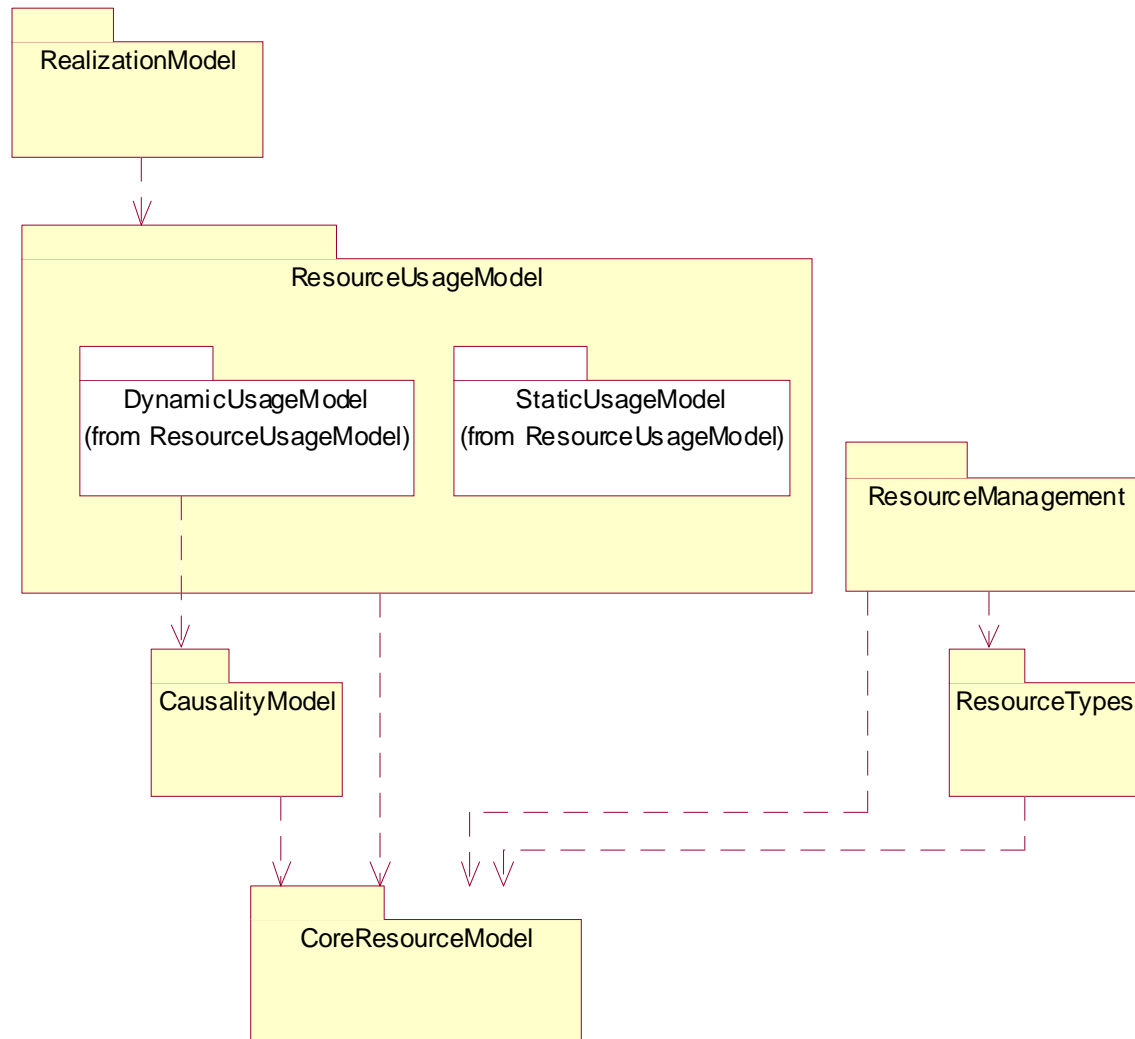 RealizationModel
ResourceUsageModel
DynamicUsageModel
(from ResourceUsageModel)
StaticUsageModel
(from ResourceUsageModel)
ResourceManagement
CausalityModel
ResourceTypes
CoreResourceModel